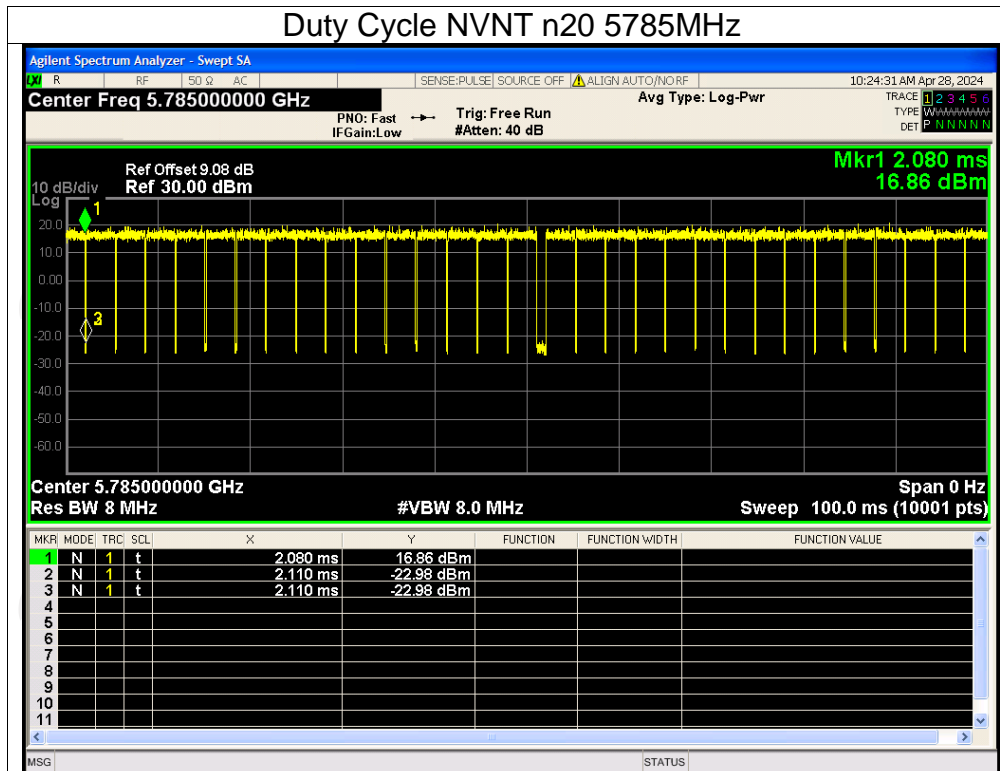 Duty Cycle NVNT n20 5785MHz
Agilent Spectrum Analyzer - Swept SA
LXI R RF 50 Ω AC SENSE:PULSE SOURCE OFF ALIGN AUTO/NO RF 10:24:31 AM Apr 28, 2024
Center Freq 5.785000000 GHz Avg Type: Log-Pwr TRACE 1 2 3 4 5 6
PNO: Fast Trig: Free Run TYPE WWWWWW
IFGain:Low #Atten: 40 dB DET P N N N N N
Ref Offset 9.08 dB Mkr1 2.080 ms
10 dB/div Ref 30.00 dBm 16.86 dBm
Log
1
20.0
10.0
0.00
-10.0
3
-20.0
-30.0
-40.0
-50.0
-60.0
Center 5.785000000 GHz Span 0 Hz
Res BW 8 MHz #VBW 8.0 MHz Sweep 100.0 ms (10001 pts)
MKR MODE TRC SCL X Y FUNCTION FUNCTION WIDTH FUNCTION VALUE
1 N 1 t 2.080 ms 16.86 dBm
2 N 1 t 2.110 ms -22.98 dBm
3 N 1 t 2.110 ms -22.98 dBm
4
5
6
7
8
9
10
11
MSG STATUS